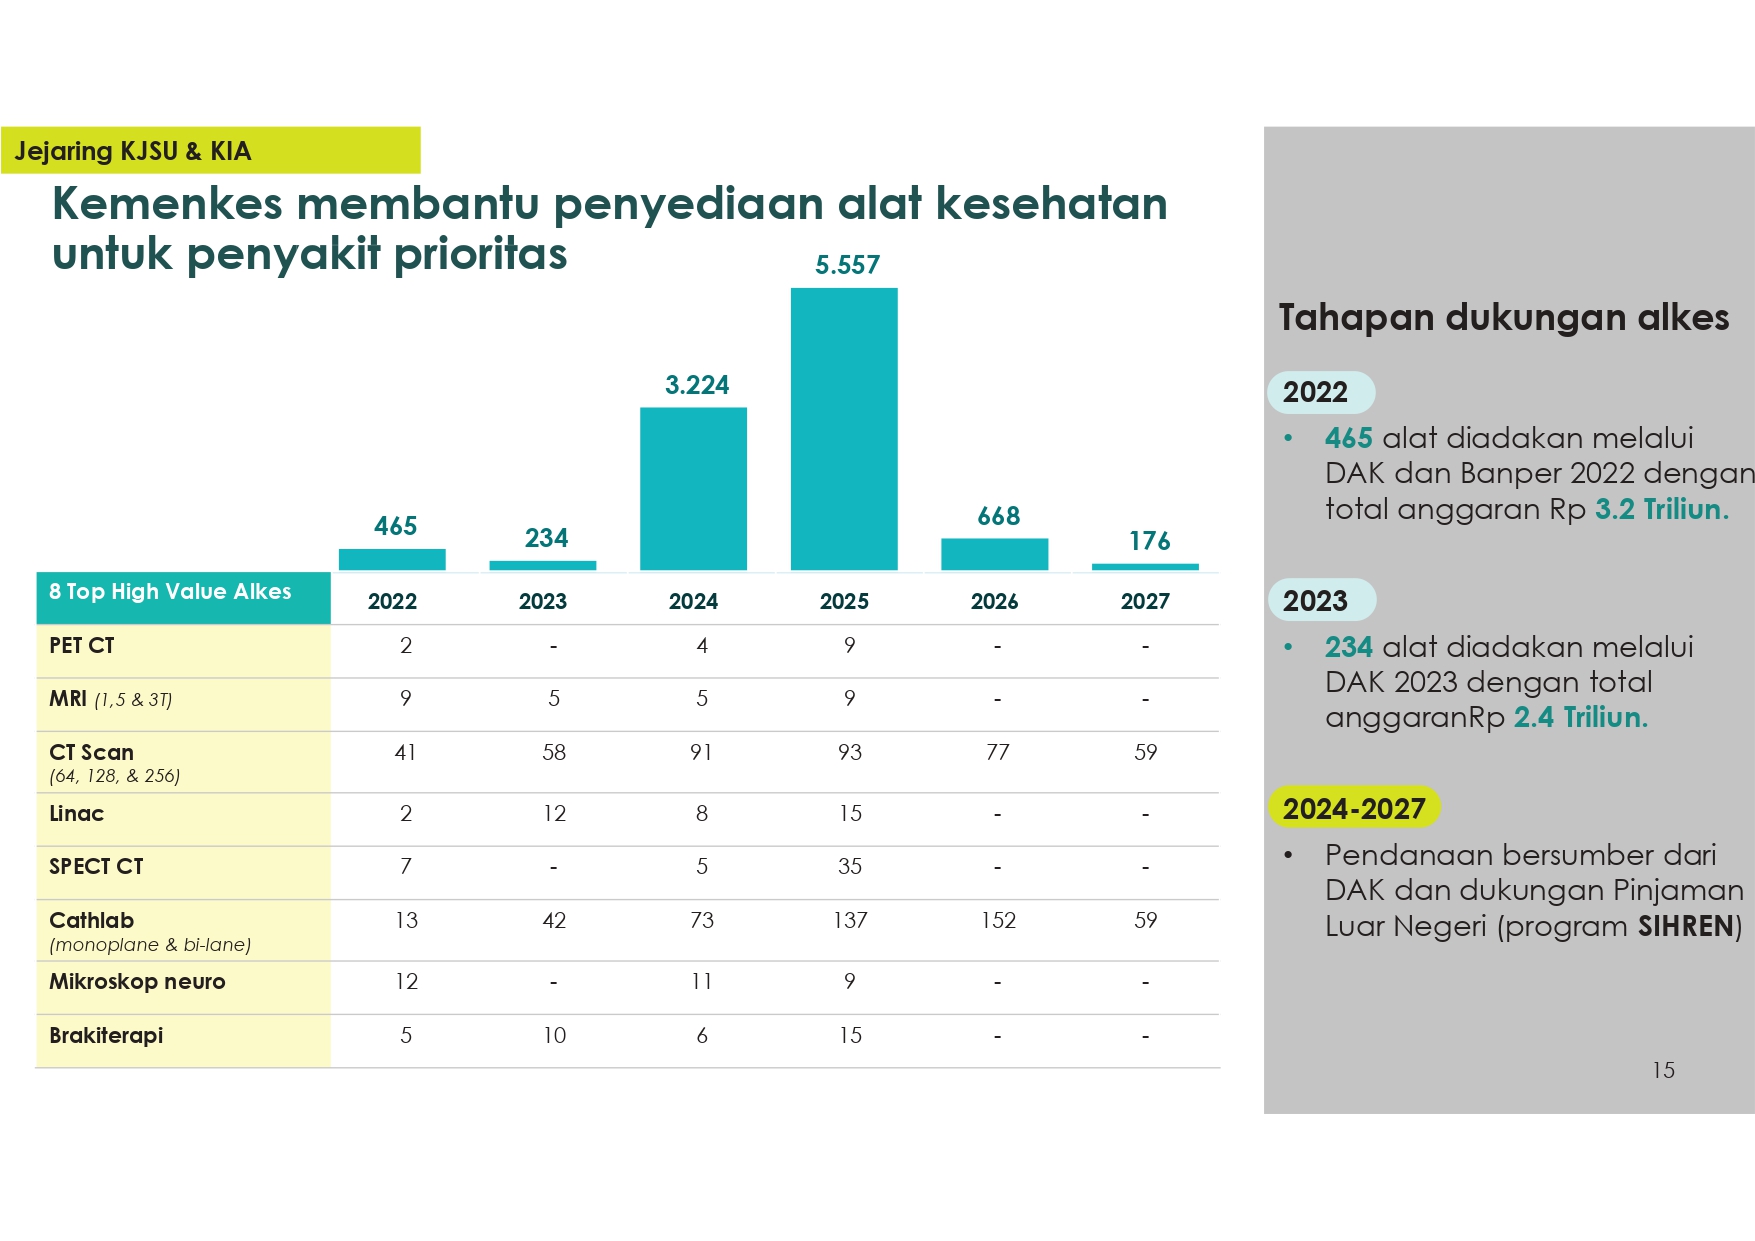 Jejaring KJSU & KIA
Kemenkes membantu penyediaan alat kesehatan
untuk penyakit prioritas
465
234
3.224
5.557
668
176
8 Top High Value Alkes 2022 2023 2024 2025 2026 2027
PET CT 2 - 4 9 - -
MRI (1,5 & 3T) 9 5 5 9 - -
CT Scan 41 58 91 93 77 59
(64, 128, & 256)
Linac 2 12 8 15 - -
SPECT CT 7 - 5 35 - -
Cathlab 13 42 73 137 152 59
(monoplane & bi-lane)
Mikroskop neuro 12 - 11 9 - -
Brakiterapi 5 10 6 15 - -
Tahapan dukungan alkes
2022
• 465 alat diadakan melalui
DAK dan Banper 2022 dengan
total anggaran Rp 3.2 Triliun.
2023
• 234 alat diadakan melalui
DAK 2023 dengan total
anggaranRp 2.4 Triliun.
2024-2027
• Pendanaan bersumber dari
DAK dan dukungan Pinjaman
Luar Negeri (program SIHREN)
15